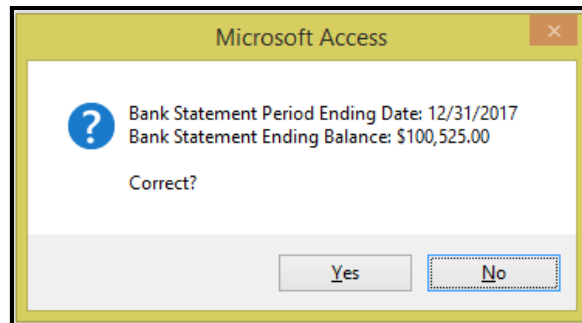 Microsoft Access
Bank Statement Period Ending Date: 12/31/2017
Bank Statement Ending Balance: $100,525.00
Correct?
Yes
No